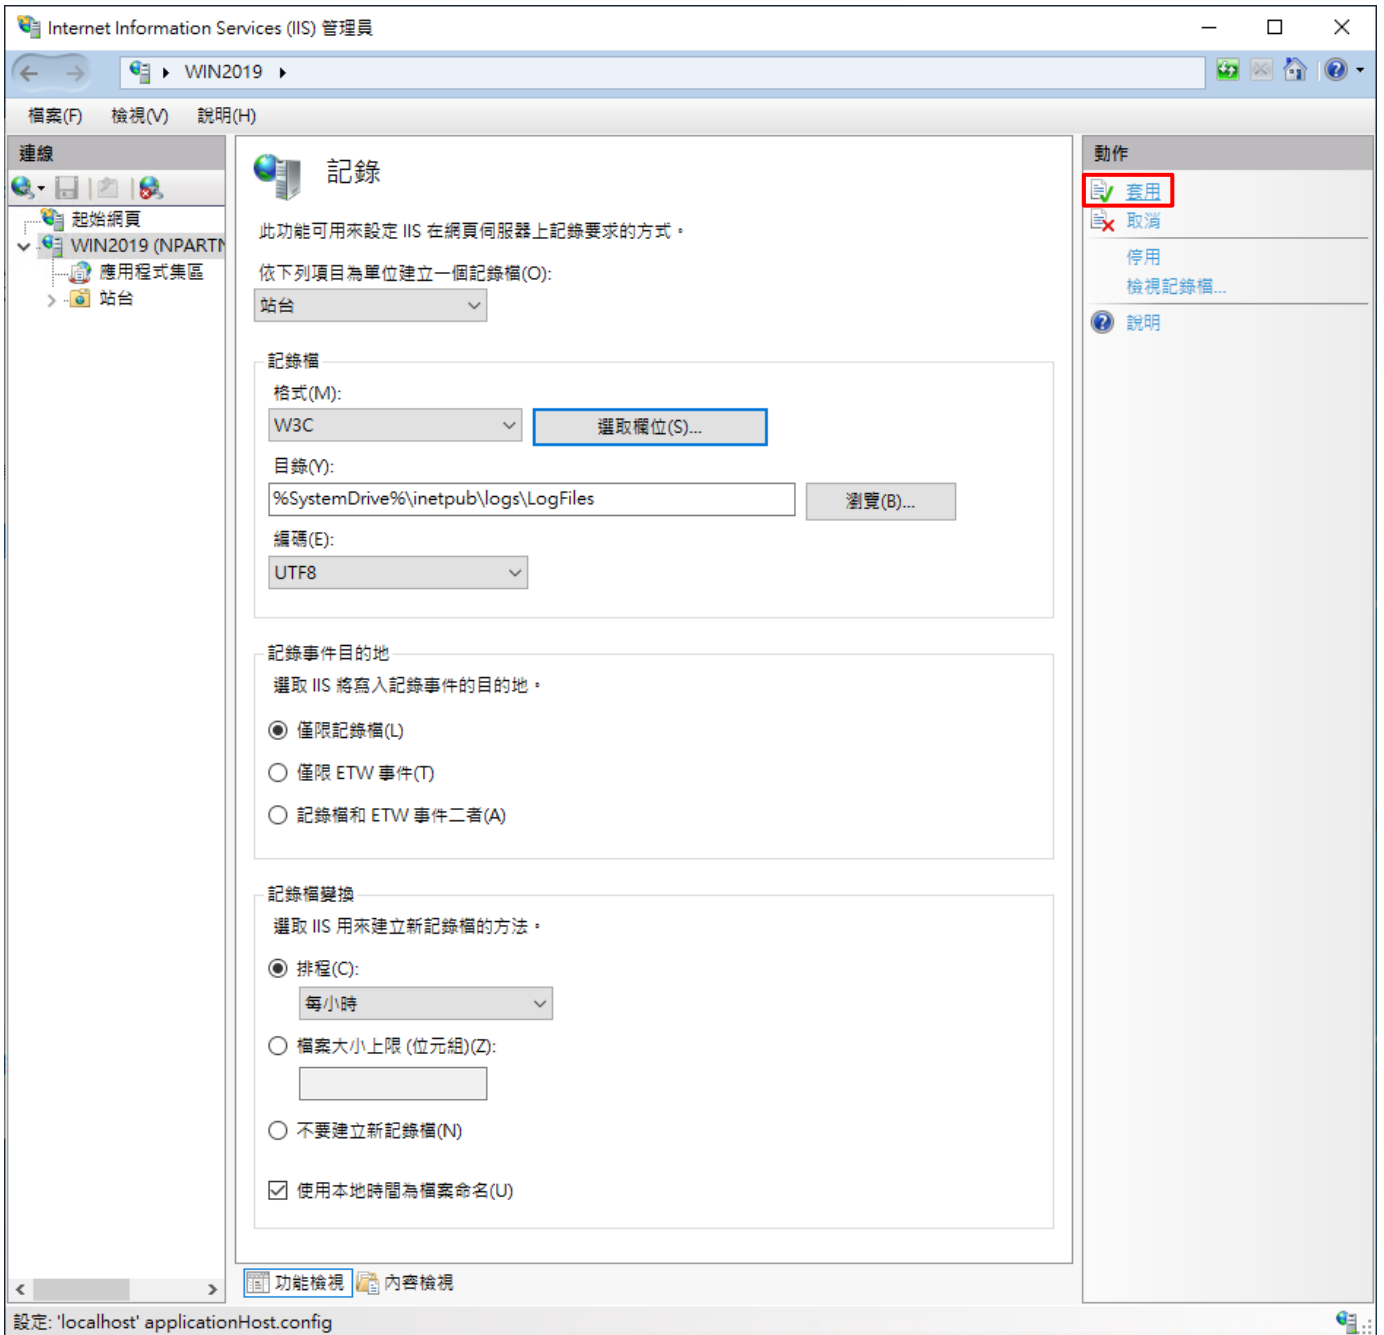 Internet Information Services (IIS) 管理員
WIN2019
檔案(F) 檢視(V) 說明(H)
連線
起始網頁
WIN2019 (NPARTN
應用程式集區
站台
記錄
此功能可用來設定 IIS 在網頁伺服器上記錄要求的方式。
依下列項目為單位建立一個記錄檔(O):
站台
記錄檔
格式(M):
W3C
選取欄位(S)...
目錄(Y):
%SystemDrive%\inetpub\logs\LogFiles
瀏覽(B)...
編碼(E):
UTF8
記錄事件目的地
選取 IIS 將寫入記錄事件的目的地。
僅限記錄檔(L)
僅限 ETW 事件(T)
記錄檔和 ETW 事件二者(A)
記錄檔變換
選取 IIS 用來建立新記錄檔的方法。
排程(C):
每小時
檔案大小上限 (位元組)(Z):
不要建立新記錄檔(N)
使用本地時間為檔案命名(U)
功能檢視 內容檢視
動作
套用
取消
停用
檢視記錄檔...
說明
設定: 'localhost' applicationHost.config